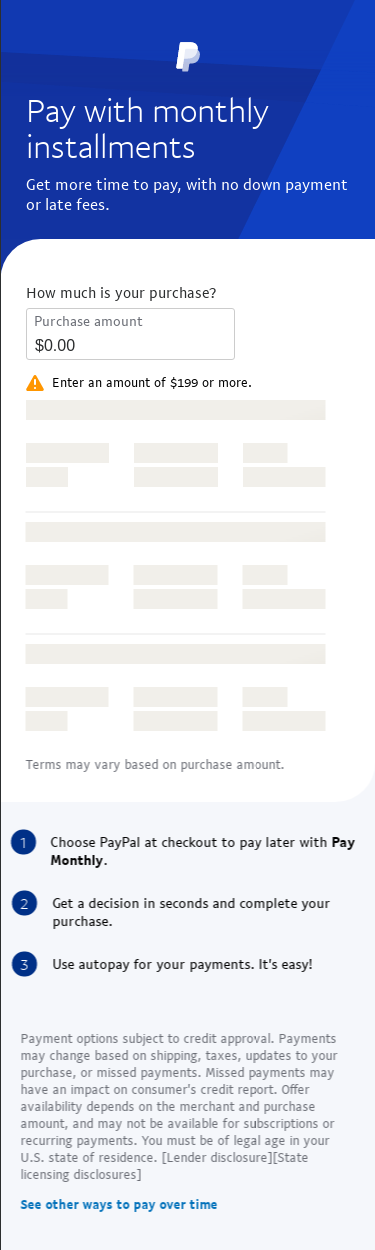 Pay with monthly
installments
Get more time to pay, with no down payment
or late fees.
How much is your purchase?
Purchase amount
$0.00
Enter an amount of $199 or more.
Terms may vary based on purchase amount.
1 Choose PayPal at checkout to pay later with Pay
Monthly.
2 Get a decision in seconds and complete your
purchase.
3 Use autopay for your payments. It's easy!
Payment options subject to credit approval. Payments
may change based on shipping, taxes, updates to your
purchase, or missed payments. Missed payments may
have an impact on consumer's credit report. Offer
availability depends on the merchant and purchase
amount, and may not be available for subscriptions or
recurring payments. You must be of legal age in your
U.S. state of residence. [Lender disclosure][State
licensing disclosures]
See other ways to pay over time